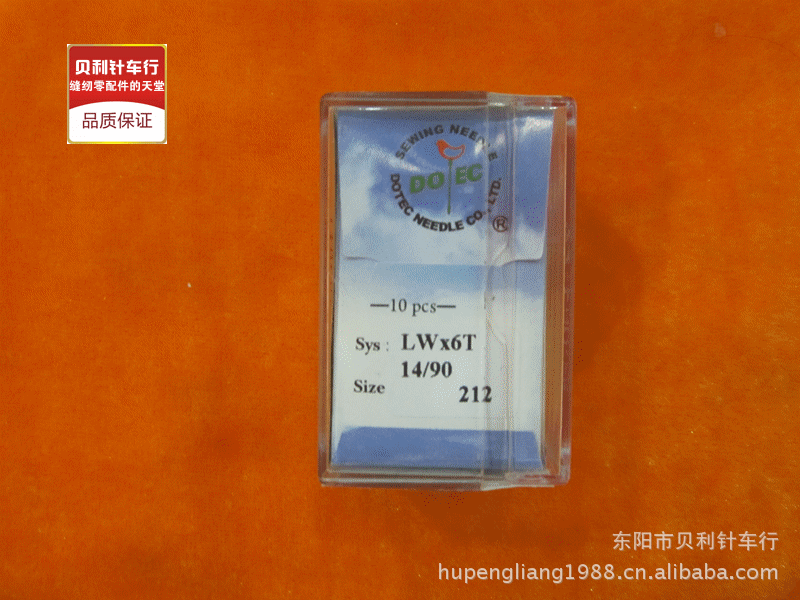 贝利针车行
缝纫零配件的天堂
品质保证
SEWING NEEDLE
DOTEC
DOTEC NEEDLE CO., LTD.
®
—10 pcs—
Sys : LWx6T
14/90
Size
212
东阳市贝利针车行
hupengliang1988.cn.alibaba.com